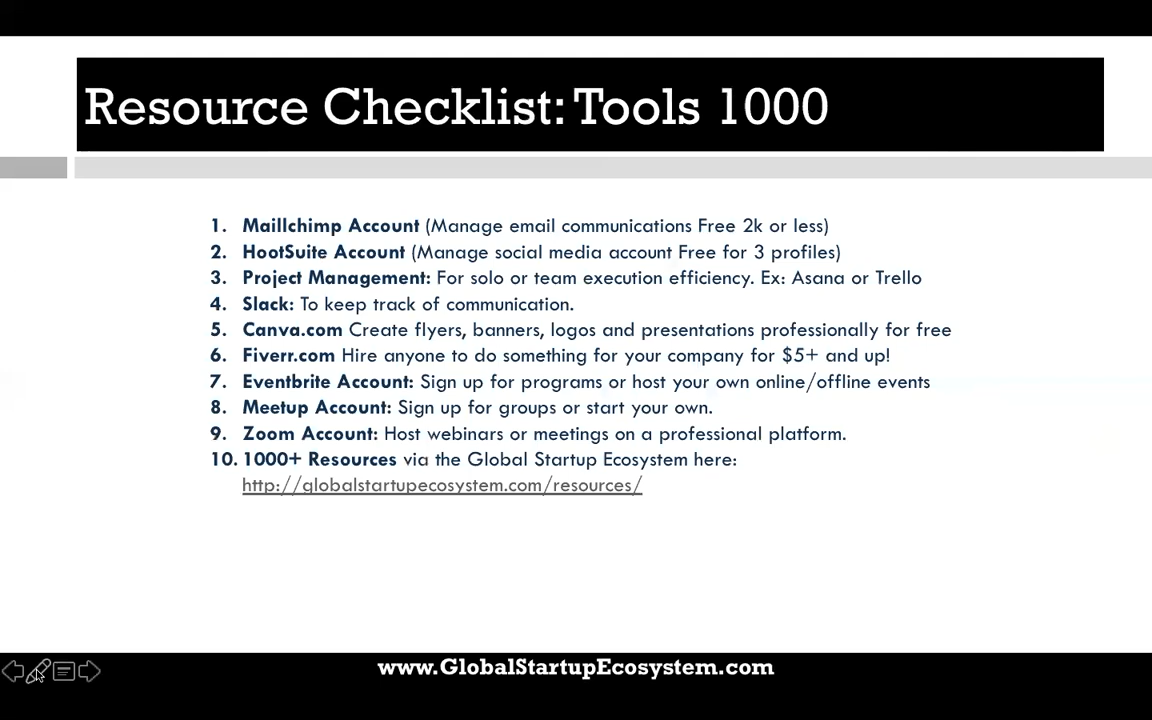 Resource Checklist: Tools 1000
1. Maillchimp Account (Manage email communications Free 2k or less)
2. HootSuite Account (Manage social media account Free for 3 profiles)
3. Project Management: For solo or team execution efficiency. Ex: Asana or Trello
4. Slack: To keep track of communication.
5. Canva.com Create flyers, banners, logos and presentations professionally for free
6. Fiverr.com Hire anyone to do something for your company for $5+ and up!
7. Eventbrite Account: Sign up for programs or host your own online/offline events
8. Meetup Account: Sign up for groups or start your own.
9. Zoom Account: Host webinars or meetings on a professional platform.
10. 1000+ Resources via the Global Startup Ecosystem here:
http://globalstartupecosystem.com/resources/
www.GlobalStartupEcosystem.com